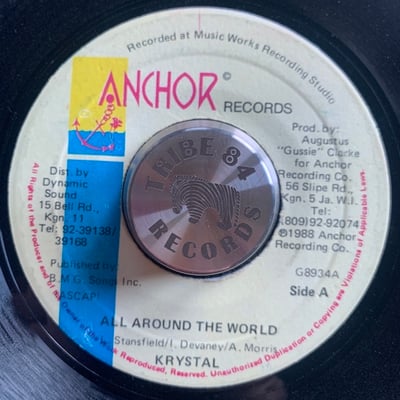 Recorded at Music Works Recording Studio
ANCHOR ©
RECORDS
Prod. by:
Augustus
"Gussie" Clarke
for Anchor
Recording Co.
56 Slipe Rd.,
Kgn. 5 Ja. W.I.
Tel:
(809)92-92074
©1988 Anchor
Recording Co.
G8934A
Side A
Dist by
Dynamic
Sound
15 Bell Rd.,
Kgn. 11
Tel; 92-39138/
39168
Published by:
B.M.G. Songs Inc.
ASCAP
TRIBE 84
RECORDS
ALL AROUND THE WORLD
Stansfield/I. Devaney/A. Morris
KRYSTAL
All Rights of the Producer and of the Work Reproduced, Reserved. Unauthorized Duplication or Copying are Violations of Applicable Laws.